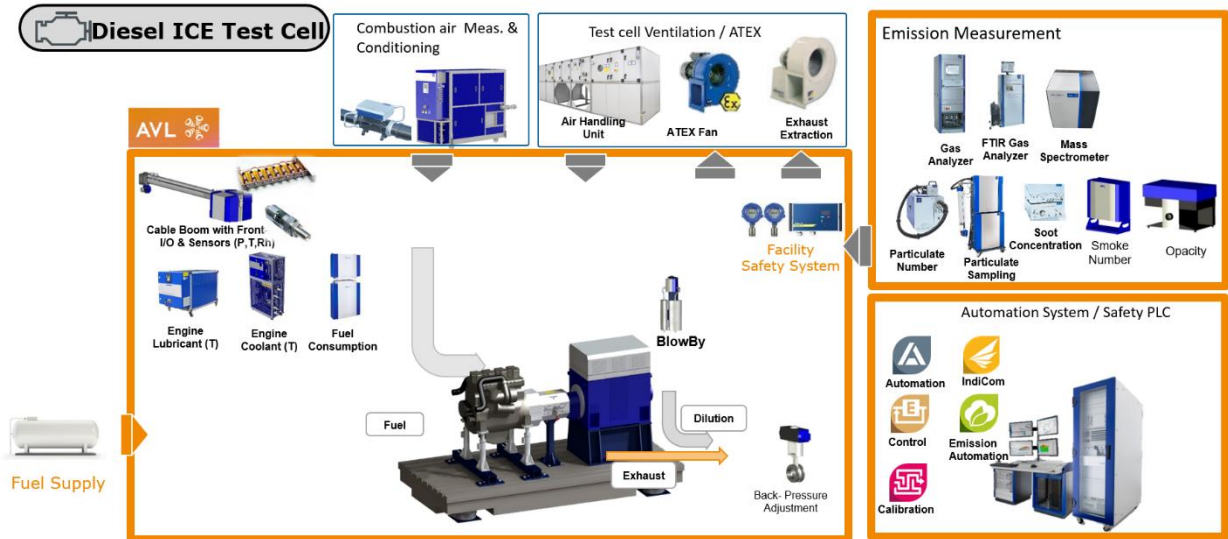 Diesel ICE Test Cell
Combustion air Meas. &
Conditioning
Test cell Ventilation / ATEX
Air Handling
Unit
ATEX Fan
Ex
Exhaust
Extraction
Emission Measurement
Gas
Analyzer
FTIR Gas
Analyzer
Mass
Spectrometer
Particulate
Number
Particulate
Sampling
Soot
Concentration
Smoke
Number
Opacity
AVL
Cable Boom with Front
I/O & Sensors (P,T,Rh)
Engine
Lubricant (T)
Engine
Coolant (T)
Fuel
Consumption
Facility
Safety System
BlowBy
Fuel
Dilution
Exhaust
Back- Pressure
Adjustment
Fuel Supply
Automation System / Safety PLC
Automation
IndiCom
Control
Emission
Automation
Calibration